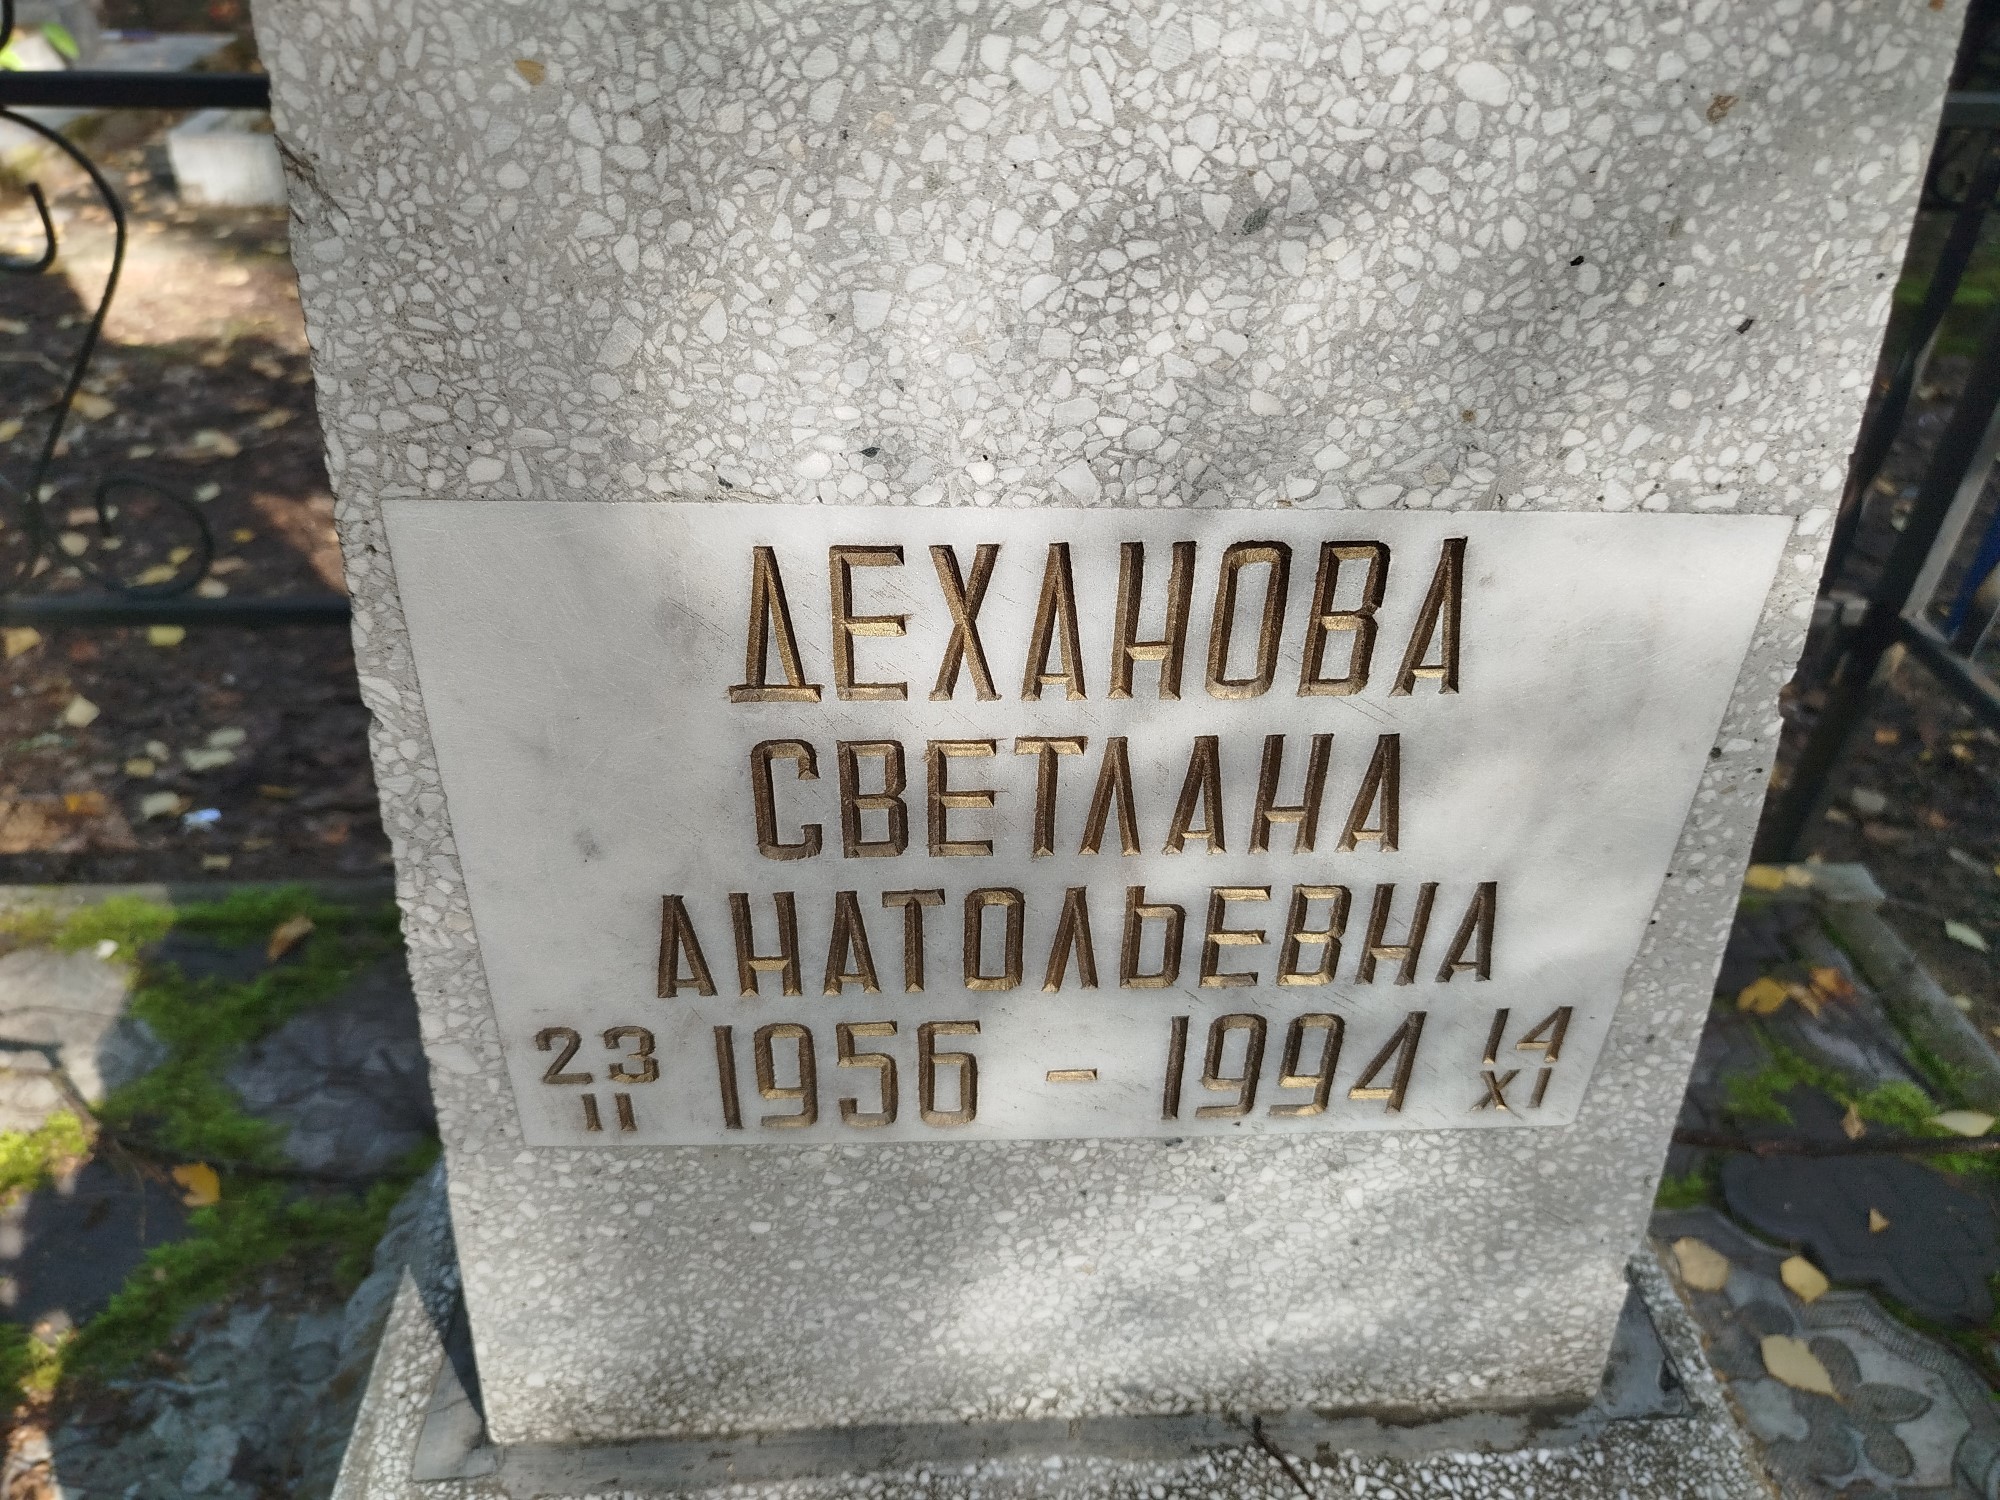 ДЕХАНОВА
СВЕТЛАНА
АНАТОЛЬЕВНА
23 1956 - 1994 14
II XI